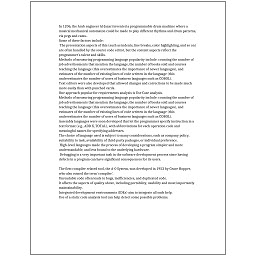 In 1206, the Arab engineer Al-Jazari invented a programmable drum machine where a
musical mechanical automaton could be made to play different rhythms and drum patterns,
via pegs and cams.
Some of these factors include:
The presentation aspects of this (such as indents, line breaks, color highlighting, and so on)
are often handled by the source code editor, but the content aspects reflect the
programmer's talent and skills.
Methods of measuring programming language popularity include: counting the number of
job advertisements that mention the language, the number of books sold and courses
teaching the language (this overestimates the importance of newer languages), and
estimates of the number of existing lines of code written in the language (this
underestimates the number of users of business languages such as COBOL).
Text editors were also developed that allowed changes and corrections to be made much
more easily than with punched cards.
One approach popular for requirements analysis is Use Case analysis.
Methods of measuring programming language popularity include: counting the number of
job advertisements that mention the language, the number of books sold and courses
teaching the language (this overestimates the importance of newer languages), and
estimates of the number of existing lines of code written in the language (this
underestimates the number of users of business languages such as COBOL).
Assembly languages were soon developed that let the programmer specify instruction in a
text format (e.g., ADD X, TOTAL), with abbreviations for each operation code and
meaningful names for specifying addresses.
The choice of language used is subject to many considerations, such as company policy,
suitability to task, availability of third-party packages, or individual preference.
High-level languages made the process of developing a program simpler and more
understandable, and less bound to the underlying hardware.
Debugging is a very important task in the software development process since having
defects in a program can have significant consequences for its users.

The first compiler related tool, the A-0 System, was developed in 1952 by Grace Hopper,
who also coined the term 'compiler'.
Unreadable code often leads to bugs, inefficiencies, and duplicated code.
It affects the aspects of quality above, including portability, usability and most importantly
maintainability.
Integrated development environments (IDEs) aim to integrate all such help.
Use of a static code analysis tool can help detect some possible problems.